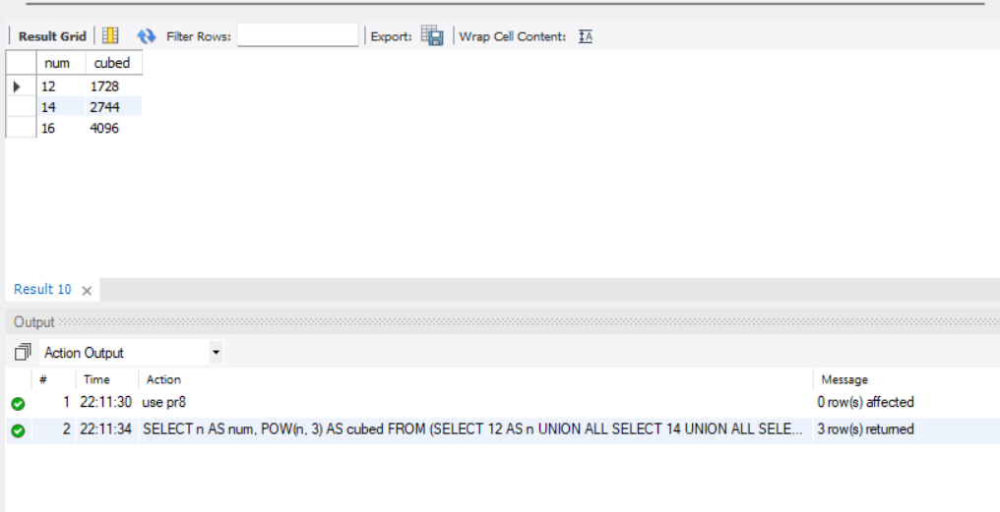 Result Grid Filter Rows: Export: Wrap Cell Content: IA
num cubed
12 1728
14 2744
16 4096
Result 10 ×
Output
Action Output
# Time Action Message
1 22:11:30 use pr8 0 row(s) affected
2 22:11:34 SELECT n AS num, POW(n, 3) AS cubed FROM (SELECT 12 AS n UNION ALL SELECT 14 UNION ALL SELE... 3 row(s) returned